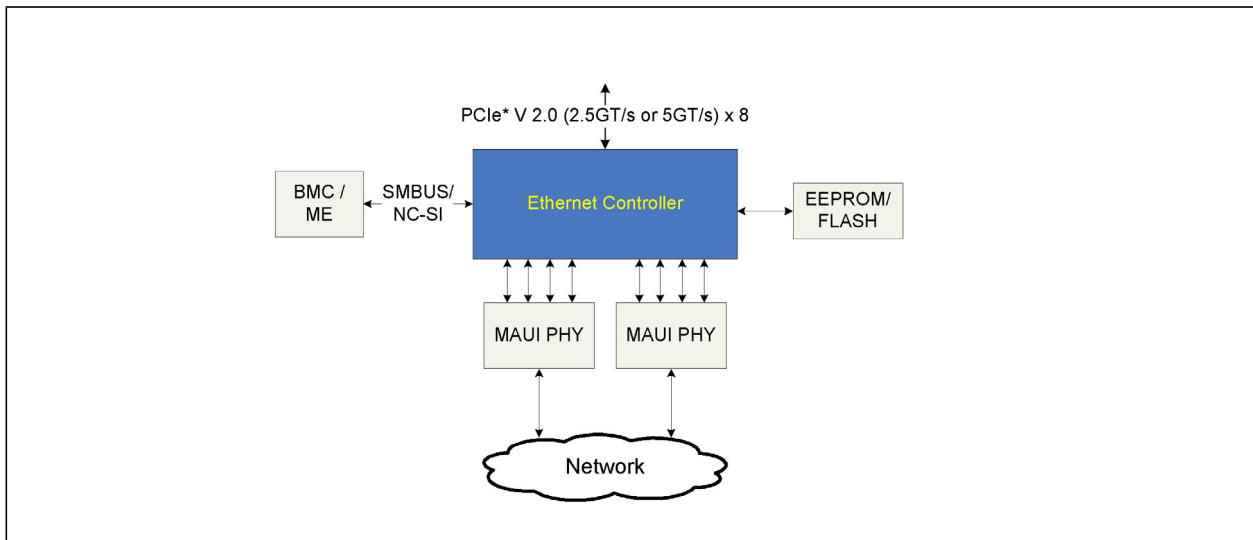 PCIe* V 2.0 (2.5GT/s or 5GT/s) x 8
BMC /
ME
SMBUS/
NC-SI
Ethernet Controller
EEPROM/
FLASH
MAUI PHY
MAUI PHY
Network